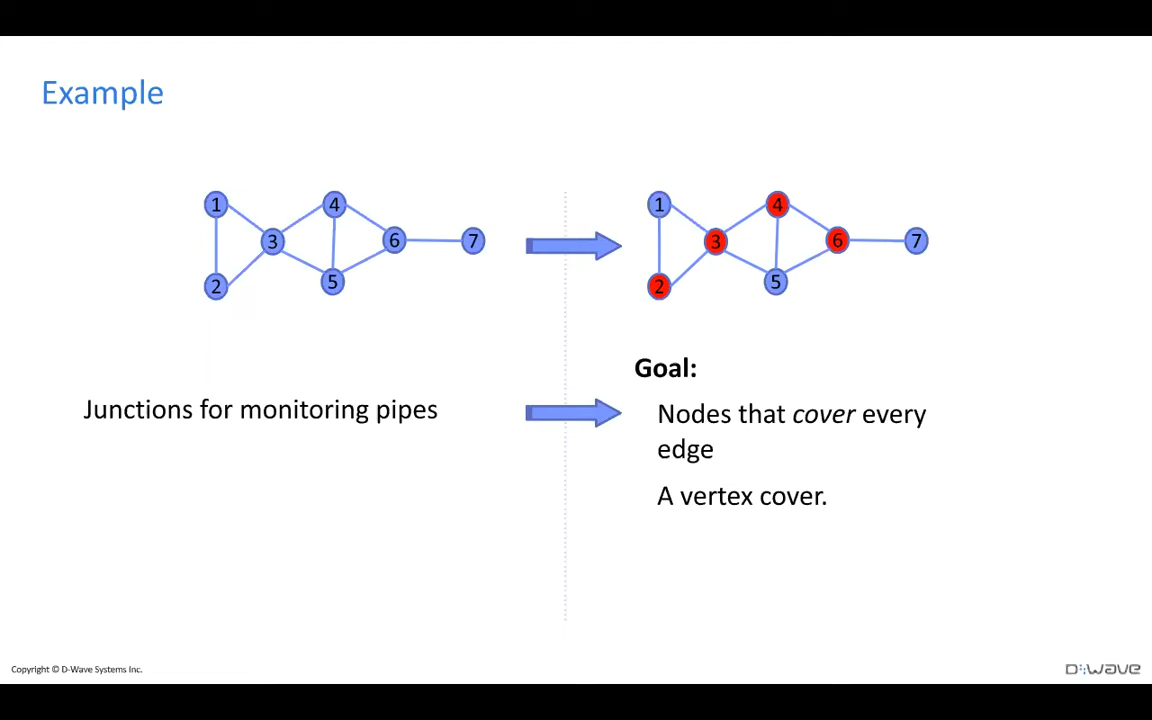 Example
1
4
3
6
7
2
5
1
4
3
6
7
2
5
Goal:
Junctions for monitoring pipes
Nodes that cover every
edge
A vertex cover.
Copyright © D-Wave Systems Inc.
D:wave